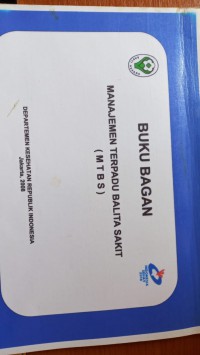 BUKU BAGAN
MANAJEMEN TERPADU BALITA SAKIT
( M T B S )
DEPARTEMEN KESEHATAN REPUBLIK INDONESIA
Jakarta, 2008